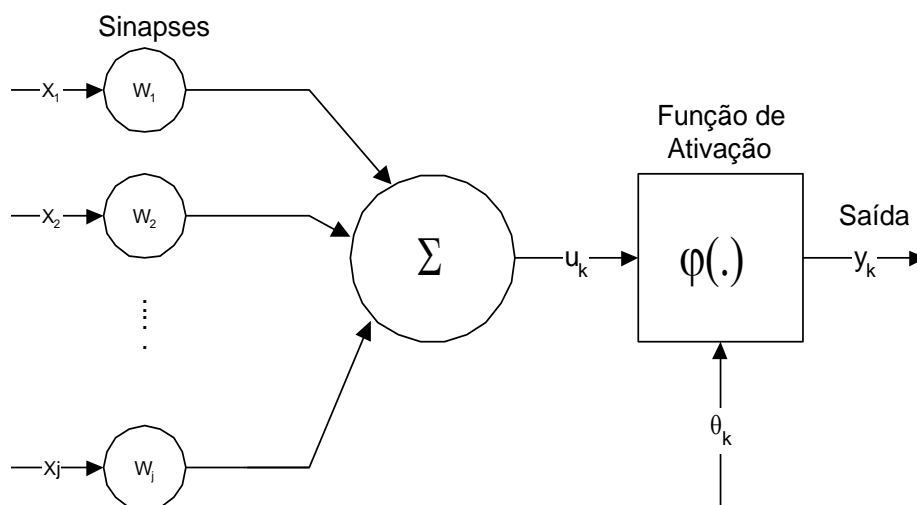 Sinapses
X₁
W₁
Função de
Ativação
X₂
W₂
Saída
Σ
uₖ
φ(.)
yₖ
θₖ
Xj
Wⱼ